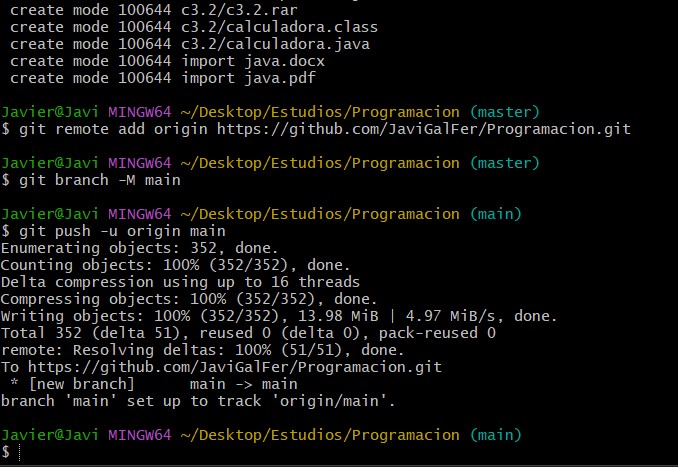 create mode 100644 c3.2/c3.2.rar
create mode 100644 c3.2/calculadora.class
create mode 100644 c3.2/calculadora.java
create mode 100644 import java.docx
create mode 100644 import java.pdf
Javier@Javi MINGW64 ~/Desktop/Estudios/Programacion (master)
$ git remote add origin https://github.com/JaviGalFer/Programacion.git
Javier@Javi MINGW64 ~/Desktop/Estudios/Programacion (master)
$ git branch -M main
Javier@Javi MINGW64 ~/Desktop/Estudios/Programacion (main)
$ git push -u origin main
Enumerating objects: 352, done.
Counting objects: 100% (352/352), done.
Delta compression using up to 16 threads
Compressing objects: 100% (352/352), done.
Writing objects: 100% (352/352), 13.98 MiB | 4.97 MiB/s, done.
Total 352 (delta 51), reused 0 (delta 0), pack-reused 0
remote: Resolving deltas: 100% (51/51), done.
To https://github.com/JaviGalFer/Programacion.git
* [new branch] main -> main
branch 'main' set up to track 'origin/main'.
Javier@Javi MINGW64 ~/Desktop/Estudios/Programacion (main)
$